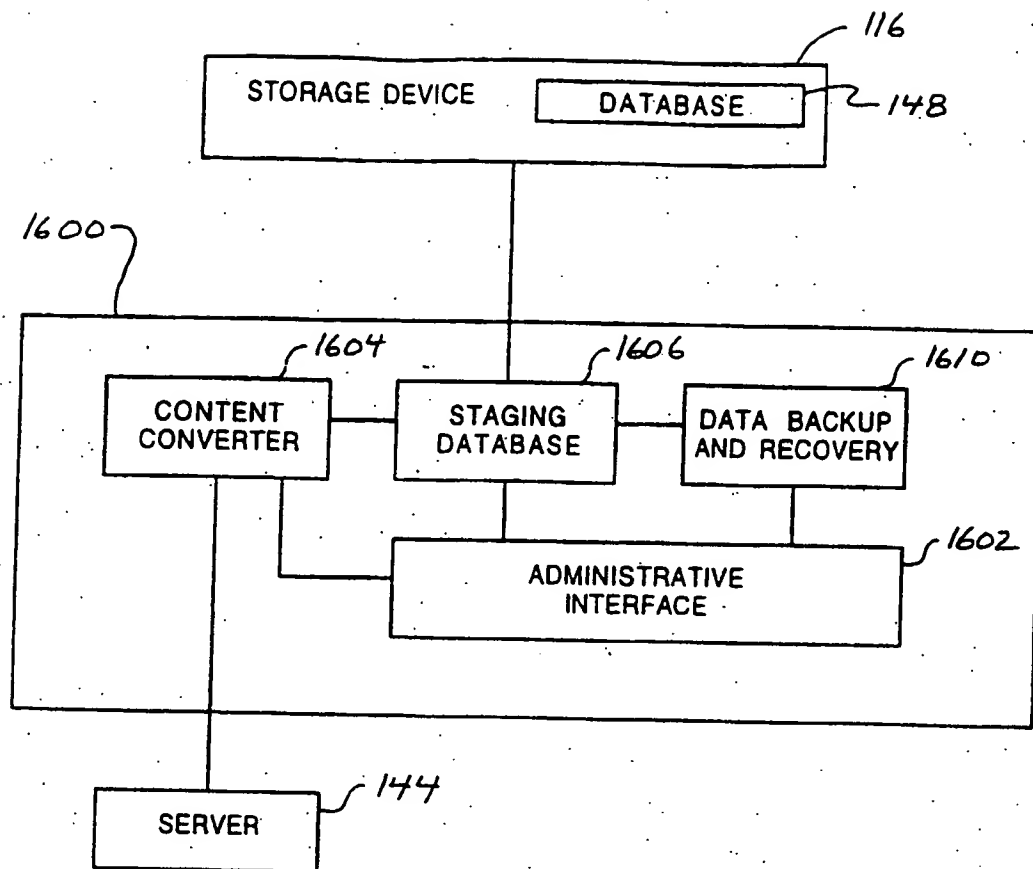 116
STORAGE DEVICE
DATABASE
148
1600
1604
1606
1610
CONTENT
CONVERTER
STAGING
DATABASE
DATA BACKUP
AND RECOVERY
1602
ADMINISTRATIVE
INTERFACE
144
SERVER